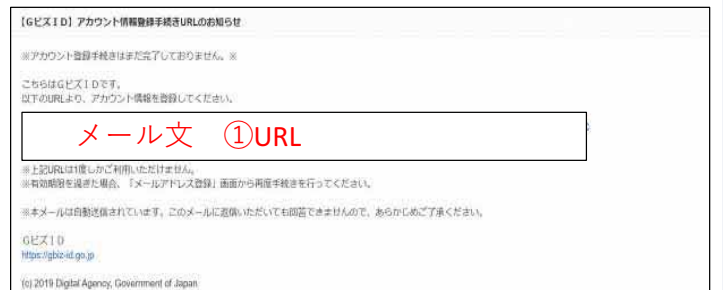 【GビズID】アカウント情報登録手続きURLのお知らせ
※アカウント登録手続きはまだ完了しておりません。※
こちらはGビズIDです。
以下のURLより、アカウント情報を登録してください。
メール文　①URL
※上記URLは1度しかご利用いただけません。
※有効期限を過ぎた場合、「メールアドレス登録」画面から再度手続きを行ってください。
※本メールは自動送信されています。このメールに返信いただいても回答できませんので、あらかじめご了承ください。
GビズID
https://gbiz-id.go.jp
(c) 2019 Digital Agency, Government of Japan